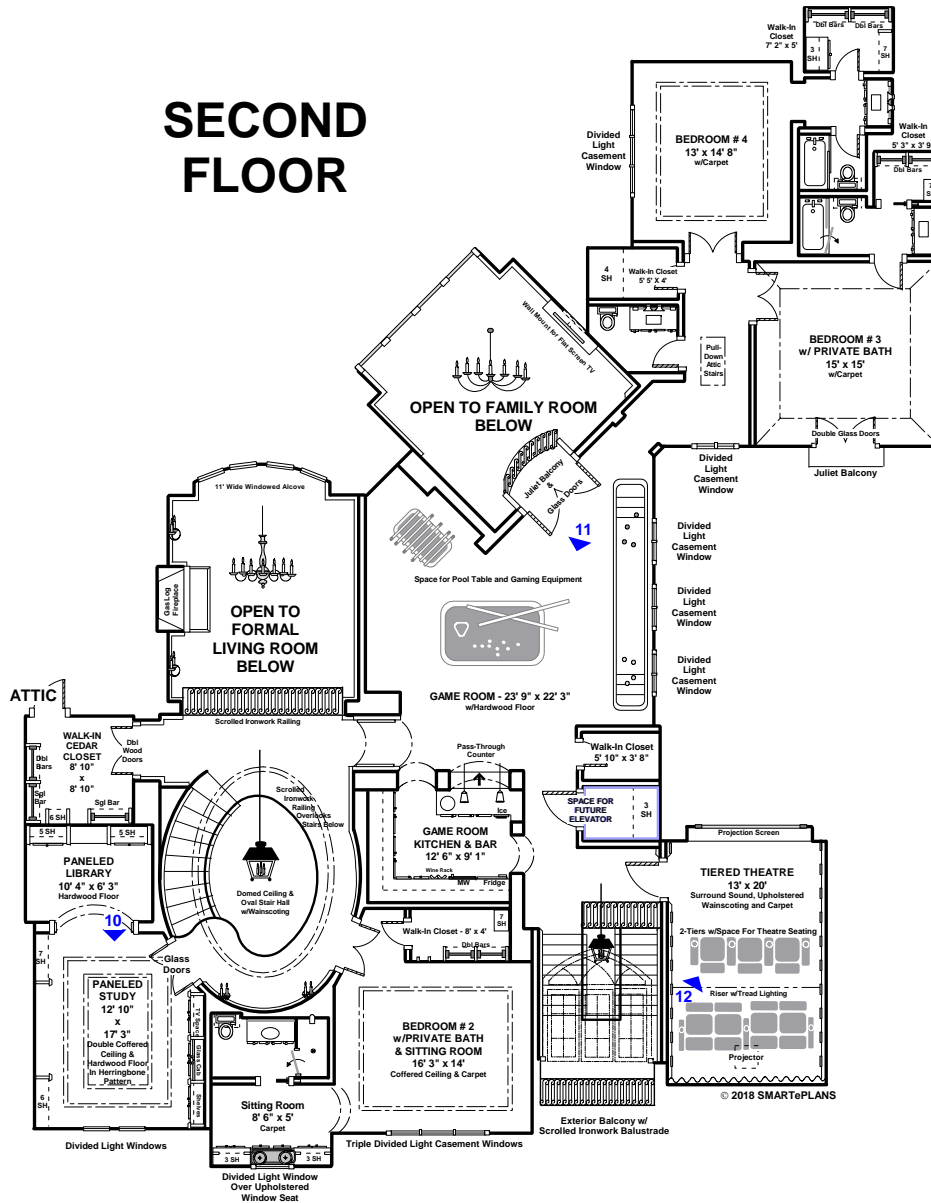 SECOND
FLOOR
Walk-In
Closet
7' 2" x 5'
Dbl Bars
Dbl Bars
3
SH
7
SH
Divided
Light
Casement
Window
BEDROOM # 4
13' x 14' 8"
w/Carpet
Walk-In
Closet
5' 3" x 3' 9
Dbl Bars
4
SH
Walk-In Closet
5' 5' X 4'
Wall Mount for Flat Screen TV
Pull-
Down
Attic
Stairs
BEDROOM # 3
w/ PRIVATE BATH
15' x 15'
w/Carpet
OPEN TO FAMILY ROOM
BELOW
Double Glass Doors
Juliet Balcony
Divided
Light
Casement
Window
Juliet Balcony
&
Glass Doors
11' Wide Windowed Alcove
11
Divided
Light
Casement
Window
Space for Pool Table and Gaming Equipment
Gas Log
Fireplace
OPEN TO
FORMAL
LIVING ROOM
BELOW
Divided
Light
Casement
Window
Divided
Light
Casement
Window
GAME ROOM - 23' 9" x 22' 3"
w/Hardwood Floor
ATTIC
Scrolled Ironwork Railing
WALK-IN
CEDAR
CLOSET
8' 10"
x
8' 10"
Dbl
Wood
Doors
Dbl
Bars
Sgl
Bar
Sgl Bar
6 SH
Pass-Through
Counter
Walk-In Closet
5' 10" x 3' 8"
Scrolled
Ironwork
Railing
Overlooks
Stairs Below
Ice
SPACE FOR
FUTURE
ELEVATOR
3
SH
5 SH
5 SH
GAME ROOM
KITCHEN & BAR
12' 6" x 9' 1"
Projection Screen
PANELED
LIBRARY
10' 4" x 6' 3"
Hardwood Floor
Wine Rack
MW
Fridge
TIERED THEATRE
13' x 20'
Surround Sound, Upholstered
Wainscoting and Carpet
Domed Ceiling &
Oval Stair Hall
w/Wainscoting
10
7
SH
Walk-In Closet - 8' x 4'
Dbl Bars
2-Tiers w/Space For Theatre Seating
7
SH
Glass
Doors
PANELED
STUDY
12' 10"
x
17' 3"
Double Coffered
Ceiling &
Hardwood Floor
In Herringbone
Pattern
TV Space
Glass Cab
Shelves
12
Riser w/Tread Lighting
BEDROOM # 2
w/PRIVATE BATH
& SITTING ROOM
16' 3" x 14'
Coffered Ceiling & Carpet
Projector
6
SH
Sitting Room
8' 6" x 5'
Carpet
© 2018 SMARTePLANS
Exterior Balcony w/
Scrolled Ironwork Balustrade
Divided Light Windows
Triple Divided Light Casement Windows
3 SH
3 SH
Divided Light Window
Over Upholstered
Window Seat